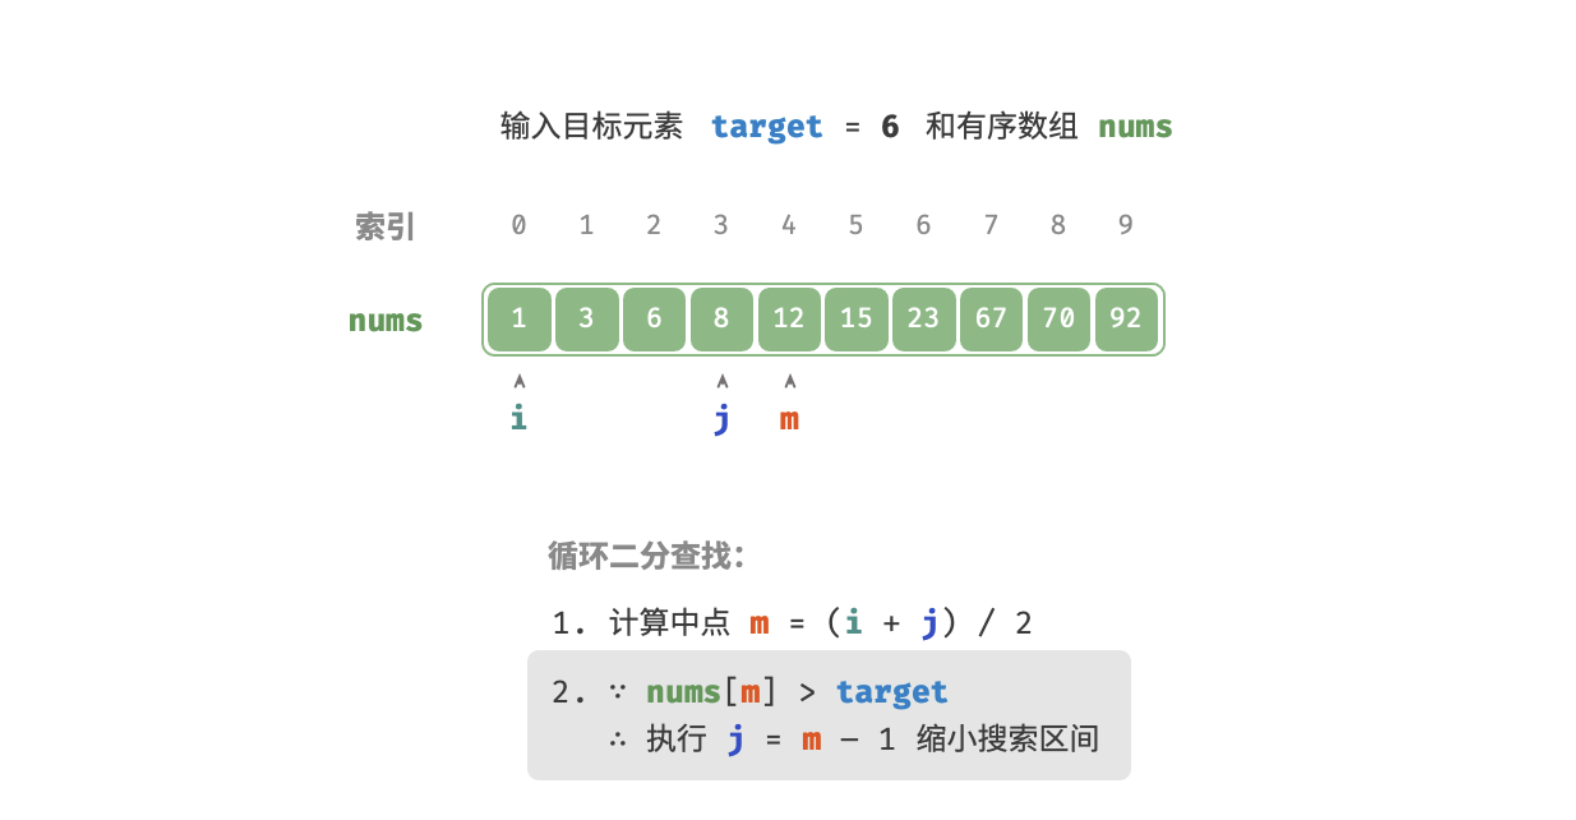 输入目标元素 target = 6 和有序数组 nums
索引 0 1 2 3 4 5 6 7 8 9
nums 1 3 6 8 12 15 23 67 70 92
i j m
循环二分查找：
1. 计算中点 m = (i + j) / 2
2. ∵ nums[m] > target
∴ 执行 j = m − 1 缩小搜索区间